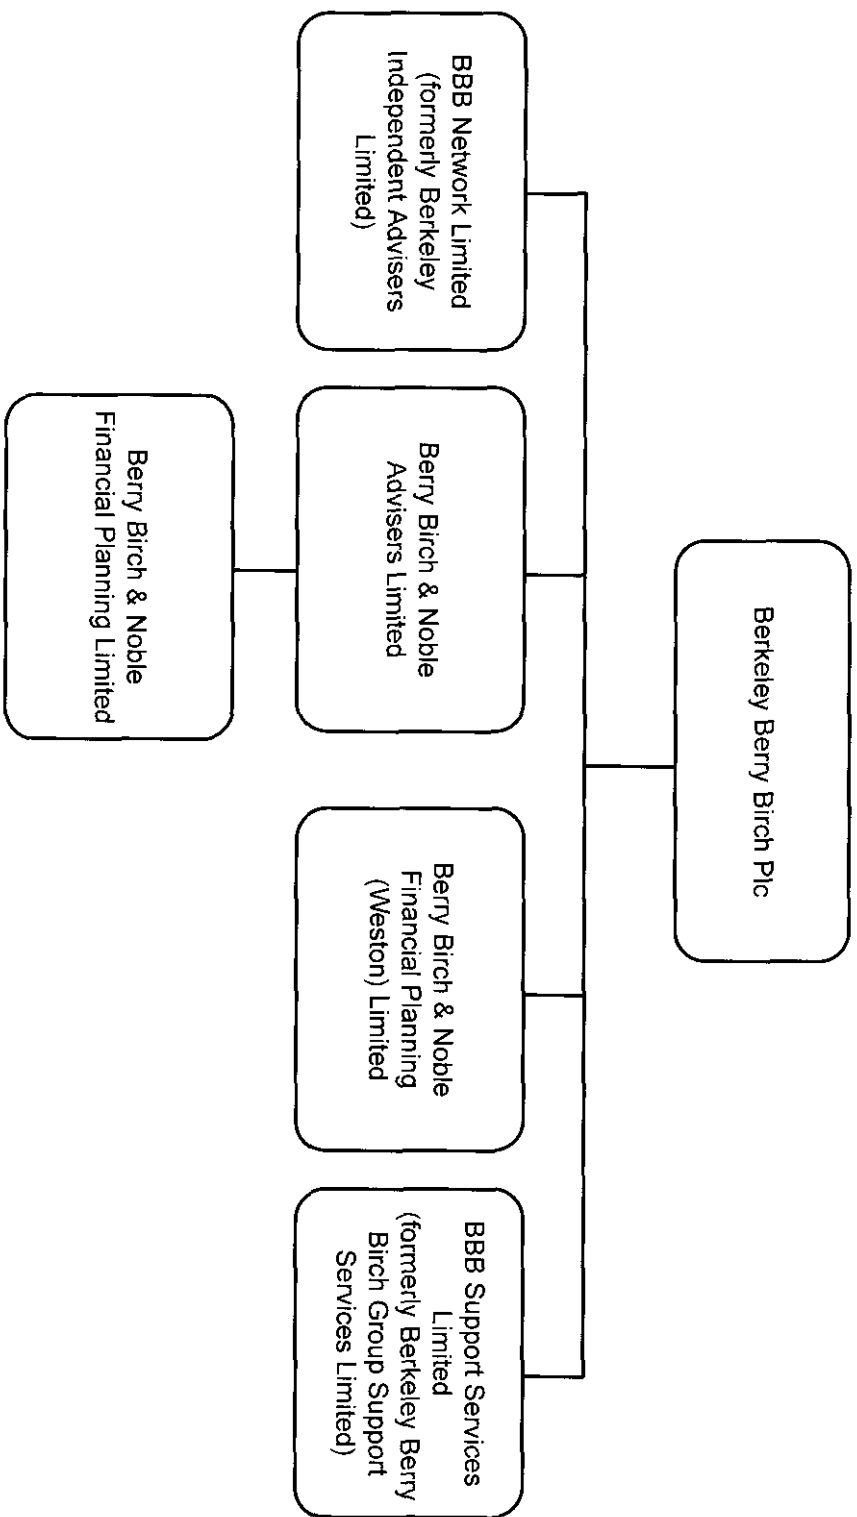 Berkeley Berry Birch Plc
BBB Network Limited
(formerly Berkeley
Independent Advisers
Limited)
Berry Birch & Noble
Advisers Limited
Berry Birch & Noble
Financial Planning
(Weston) Limited
BBB Support Services
Limited
(formerly Berkeley Berry
Birch Group Support
Services Limited)
Berry Birch & Noble
Financial Planning Limited